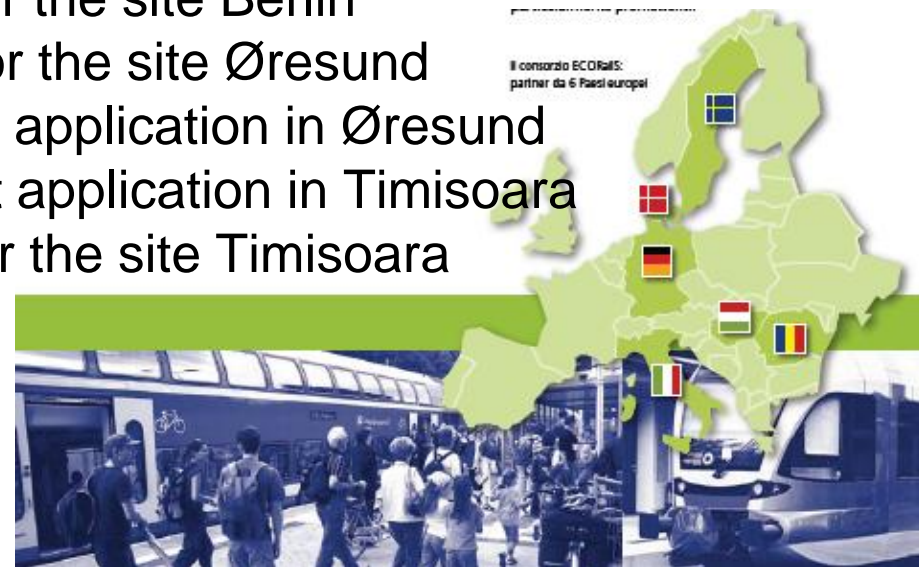 the site Berlin
or the site Øresund
application in Øresund
t application in Timisoara
r the site Timisoara
Il consorzio ECORailS:
partner da 6 Paesi europei